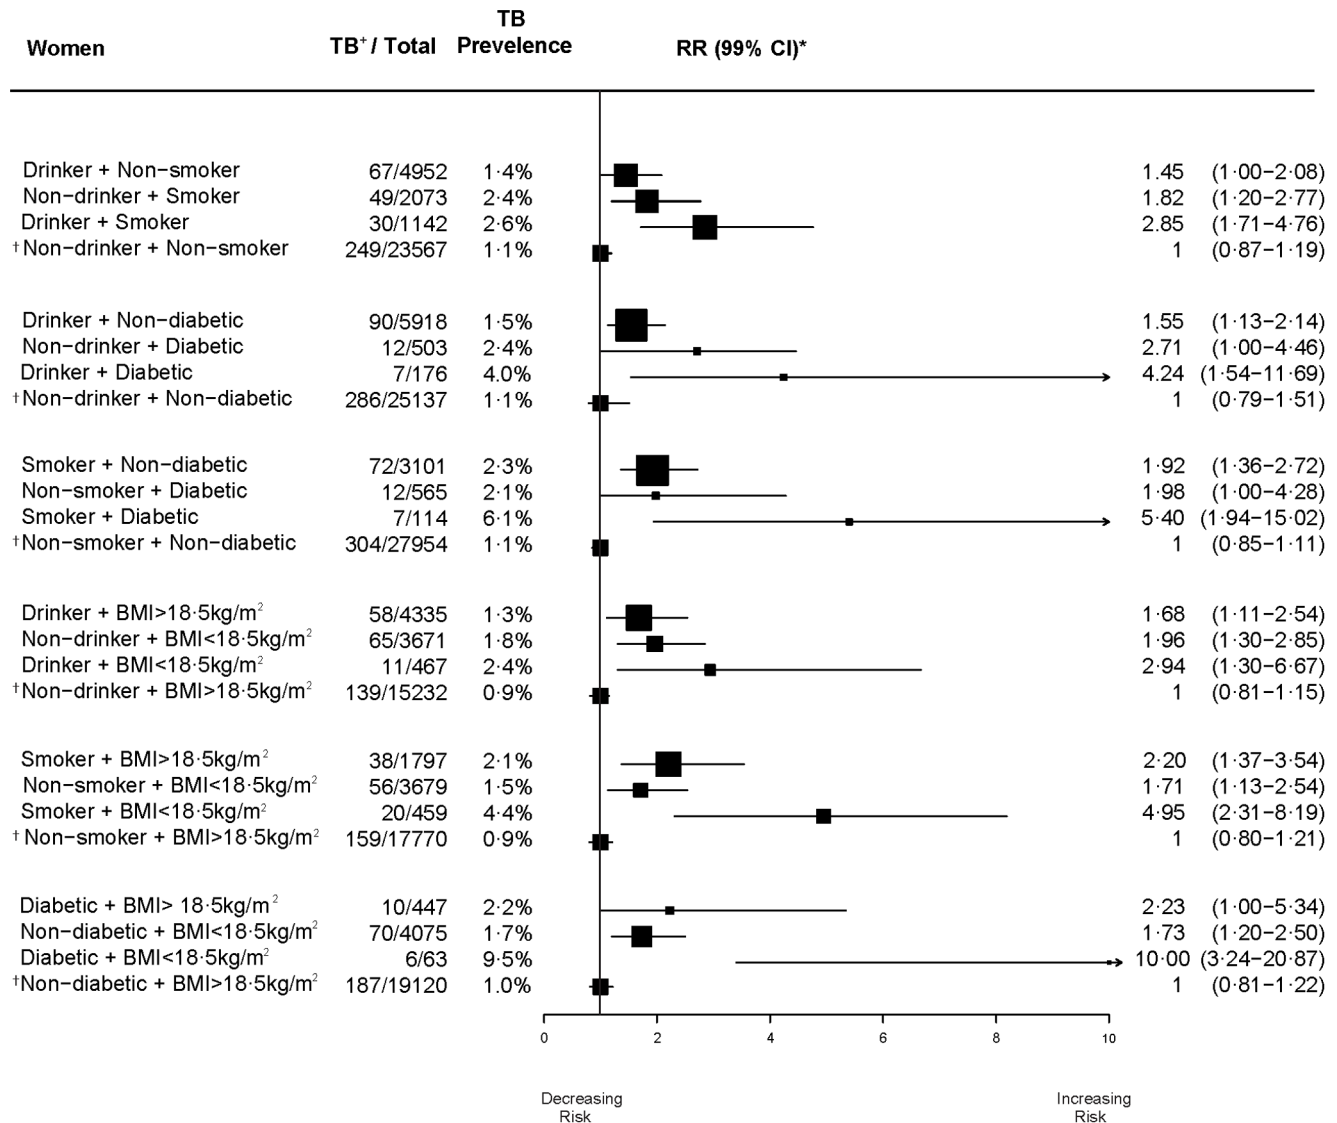 Women TB⁺ / Total TB Prevelence RR (99% CI)*
Drinker + Non−smoker 67/4952 1·4% 1·45 (1·00−2·08)
Non−drinker + Smoker 49/2073 2·4% 1·82 (1·20−2·77)
Drinker + Smoker 30/1142 2·6% 2·85 (1·71−4·76)
†Non−drinker + Non−smoker 249/23567 1·1% 1 (0·87−1·19)
Drinker + Non−diabetic 90/5918 1·5% 1·55 (1·13−2·14)
Non−drinker + Diabetic 12/503 2·4% 2·71 (1·00−4·46)
Drinker + Diabetic 7/176 4.0% 4·24 (1·54−11·69)
†Non−drinker + Non−diabetic 286/25137 1·1% 1 (0·79−1·51)
Smoker + Non−diabetic 72/3101 2·3% 1·92 (1·36−2·72)
Non−smoker + Diabetic 12/565 2·1% 1·98 (1·00−4·28)
Smoker + Diabetic 7/114 6·1% 5·40 (1·94−15·02)
†Non−smoker + Non−diabetic 304/27954 1·1% 1 (0·85−1·11)
Drinker + BMI>18·5kg/m² 58/4335 1·3% 1·68 (1·11−2·54)
Non−drinker + BMI<18·5kg/m² 65/3671 1·8% 1·96 (1·30−2·85)
Drinker + BMI<18·5kg/m² 11/467 2·4% 2·94 (1·30−6·67)
†Non−drinker + BMI>18·5kg/m² 139/15232 0·9% 1 (0·81−1·15)
Smoker + BMI>18·5kg/m² 38/1797 2·1% 2·20 (1·37−3·54)
Non−smoker + BMI<18·5kg/m² 56/3679 1·5% 1·71 (1·13−2·54)
Smoker + BMI<18·5kg/m² 20/459 4·4% 4·95 (2·31−8·19)
† Non−smoker + BMI>18·5kg/m² 159/17770 0·9% 1 (0·80−1·21)
Diabetic + BMI> 18·5kg/m² 10/447 2·2% 2·23 (1·00−5·34)
Non−diabetic + BMI<18·5kg/m² 70/4075 1·7% 1·73 (1·20−2·50)
Diabetic + BMI<18·5kg/m² 6/63 9·5% 10·00 (3·24−20·87)
†Non−diabetic + BMI>18·5kg/m² 187/19120 1.0% 1 (0·81−1·22)
0 2 4 6 8 10
Decreasing Risk Increasing Risk